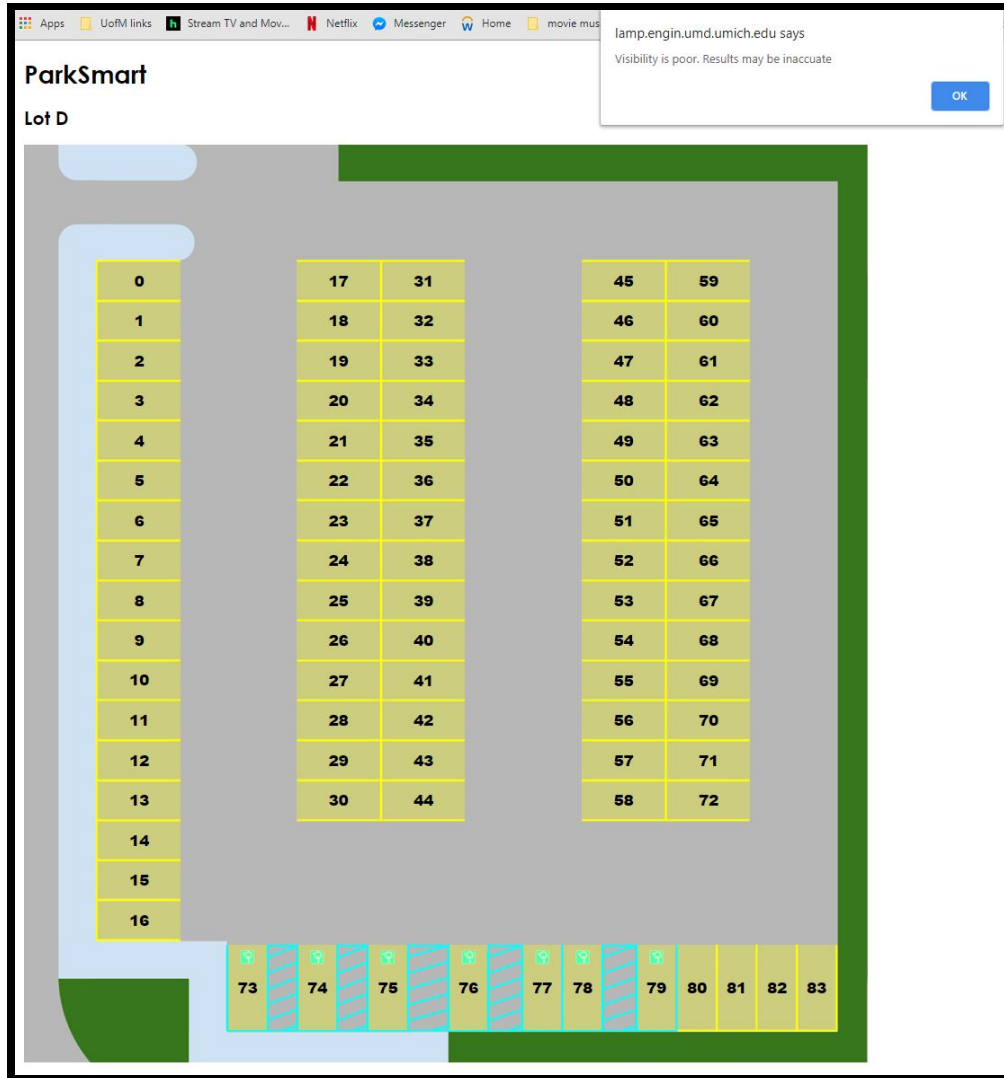 Apps UofM links h Stream TV and Mov... N Netflix Messenger Home movie mus
lamp.engin.umd.umich.edu says
Visibility is poor. Results may be inaccuate
OK
ParkSmart
Lot D
0 17 31 45 59
1 18 32 46 60
2 19 33 47 61
3 20 34 48 62
4 21 35 49 63
5 22 36 50 64
6 23 37 51 65
7 24 38 52 66
8 25 39 53 67
9 26 40 54 68
10 27 41 55 69
11 28 42 56 70
12 29 43 57 71
13 30 44 58 72
14
15
16
73 74 75 76 77 78 79 80 81 82 83